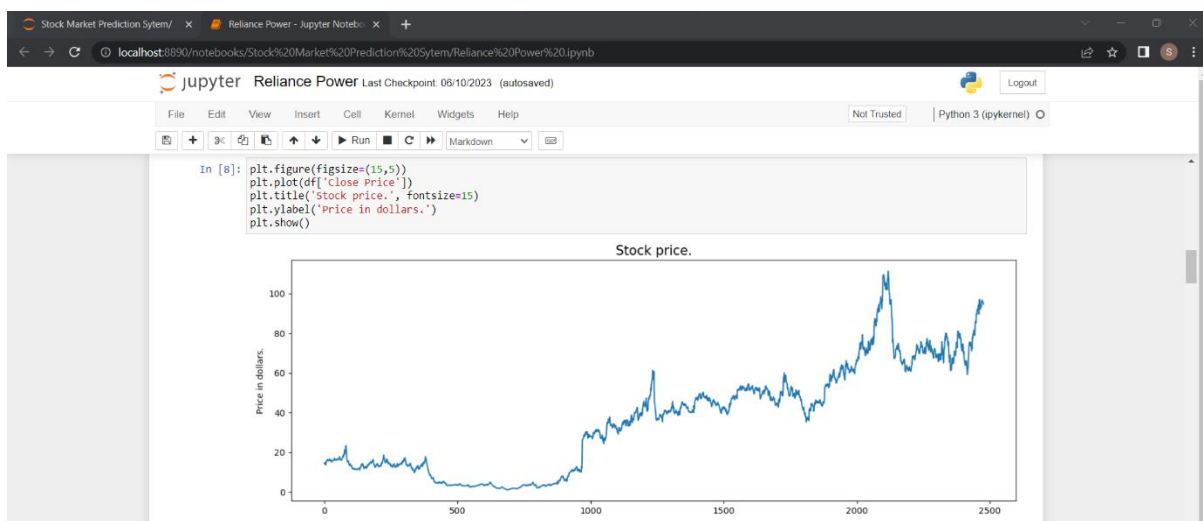 Stock Market Prediction Sytem/
Reliance Power - Jupyter Notebo
localhost:8890/notebooks/Stock%20Market%20Prediction%20Sytem/Reliance%20Power%20.ipynb
S
jupyter Reliance Power Last Checkpoint: 06/10/2023 (autosaved)
Logout
File Edit View Insert Cell Kernel Widgets Help
Not Trusted Python 3 (ipykernel)
Run Markdown
In [8]: plt.figure(figsize=(15,5))
plt.plot(df['Close Price'])
plt.title('Stock price.', fontsize=15)
plt.ylabel('Price in dollars.')
plt.show()
Stock price.
Price in dollars.
100
80
60
40
20
0
0 500 1000 1500 2000 2500